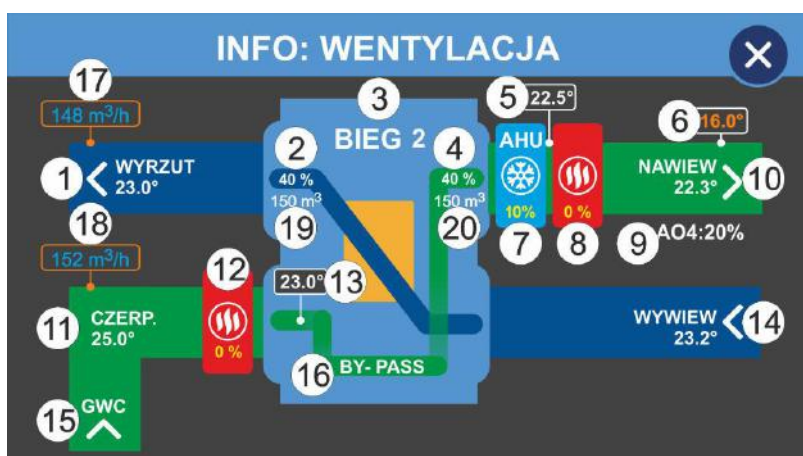 INFO: WENTYLACJA
17
148 m³/h
3
5
22.5°
6
16.0°
BIEG 2
2
4
AHU
1
WYRZUT
23.0°
40 %
40 %
NAWIEW
22.3°
10
150 m³
150 m³
10%
0 %
18
19
20
7
8
9
AO4:20%
152 m³/h
12
23.0°
13
11
CZERP.
25.0°
0 %
WYWIEW
23.2°
14
16
BY- PASS
15
GWC